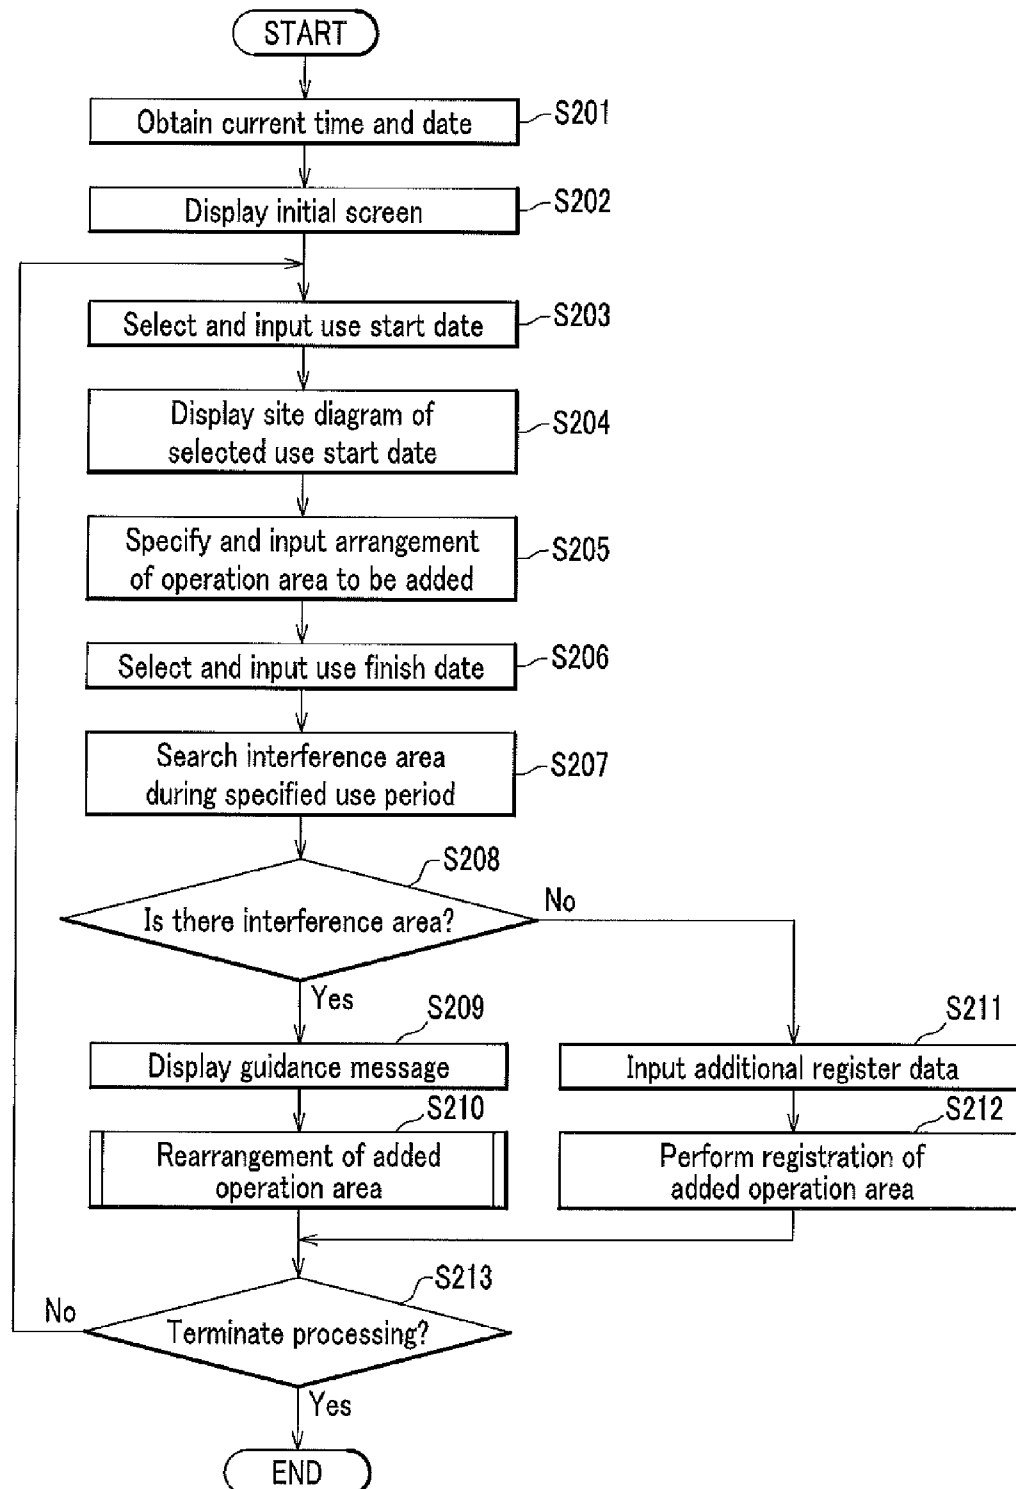 START
Obtain current time and date
S201
Display initial screen
S202
Select and input use start date
S203
Display site diagram of
selected use start date
S204
Specify and input arrangement
of operation area to be added
S205
Select and input use finish date
S206
Search interference area
during specified use period
S207
S208
Is there interference area?
No
Yes
S209
Display guidance message
S210
Rearrangement of added
operation area
S211
Input additional register data
S212
Perform registration of
added operation area
S213
No
Terminate processing?
Yes
END